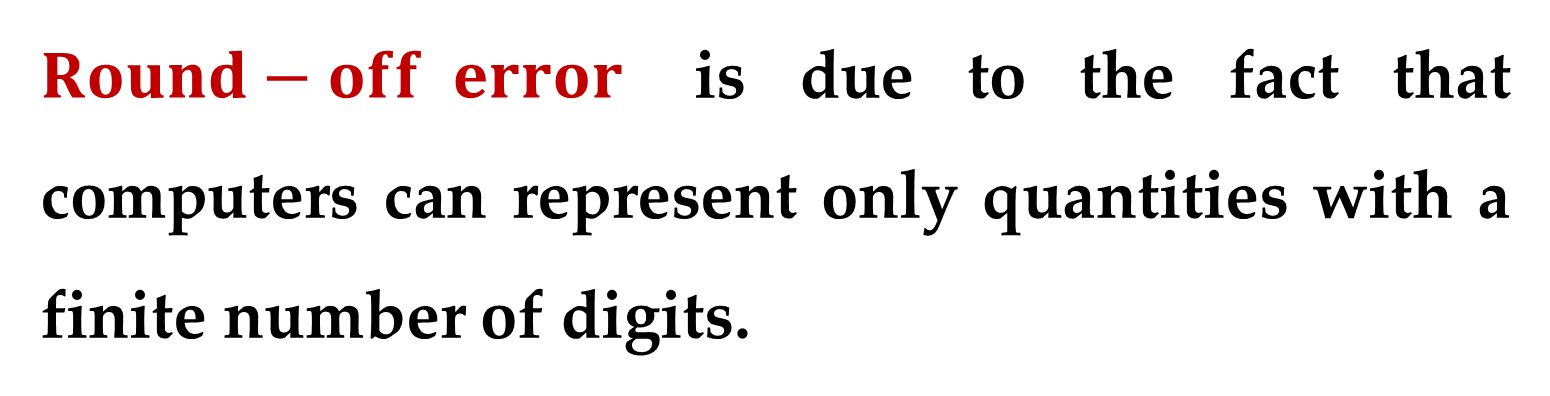 Round – off error is due to the fact that
computers can represent only quantities with a
finite number of digits.